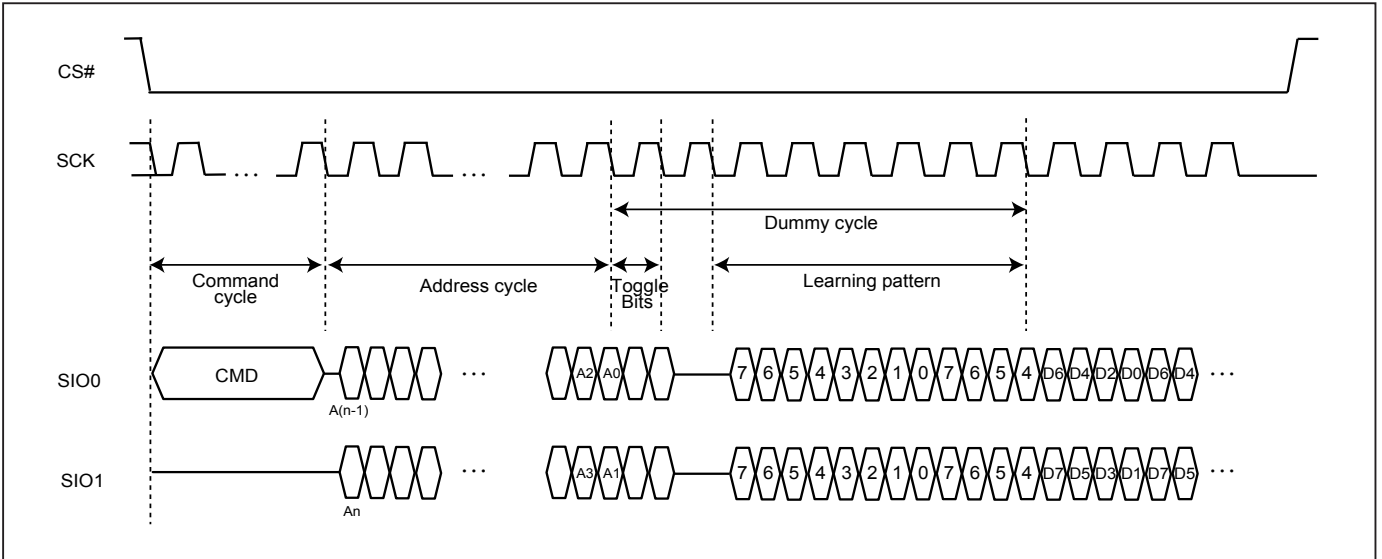 CS#
SCK
...
...
Dummy cycle
Command
cycle
Address cycle
Toggle
Bits
Learning pattern
SIO0
CMD
A(n-1)
...
A2 A0
7 6 5 4 3 2 1 0 7 6 5 4 D6 D4 D2 D0 D6 D4 ...
SIO1
An
...
A3 A1
7 6 5 4 3 2 1 0 7 6 5 4 D7 D5 D3 D1 D7 D5 ...